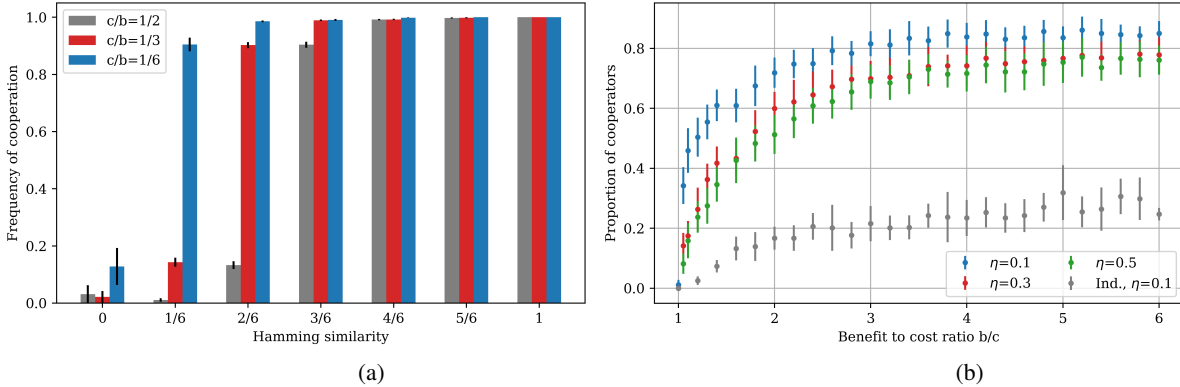 1.0
0.8
0.6
0.4
0.2
0.0
Frequency of cooperation
c/b=1/2
c/b=1/3
c/b=1/6
0 1/6 2/6 3/6 4/6 5/6 1
Hamming similarity
(a)
0.8
0.6
0.4
0.2
0.0
Proportion of cooperators
η=0.1
η=0.3
η=0.5
Ind., η=0.1
1 2 3 4 5 6
Benefit to cost ratio b/c
(b)